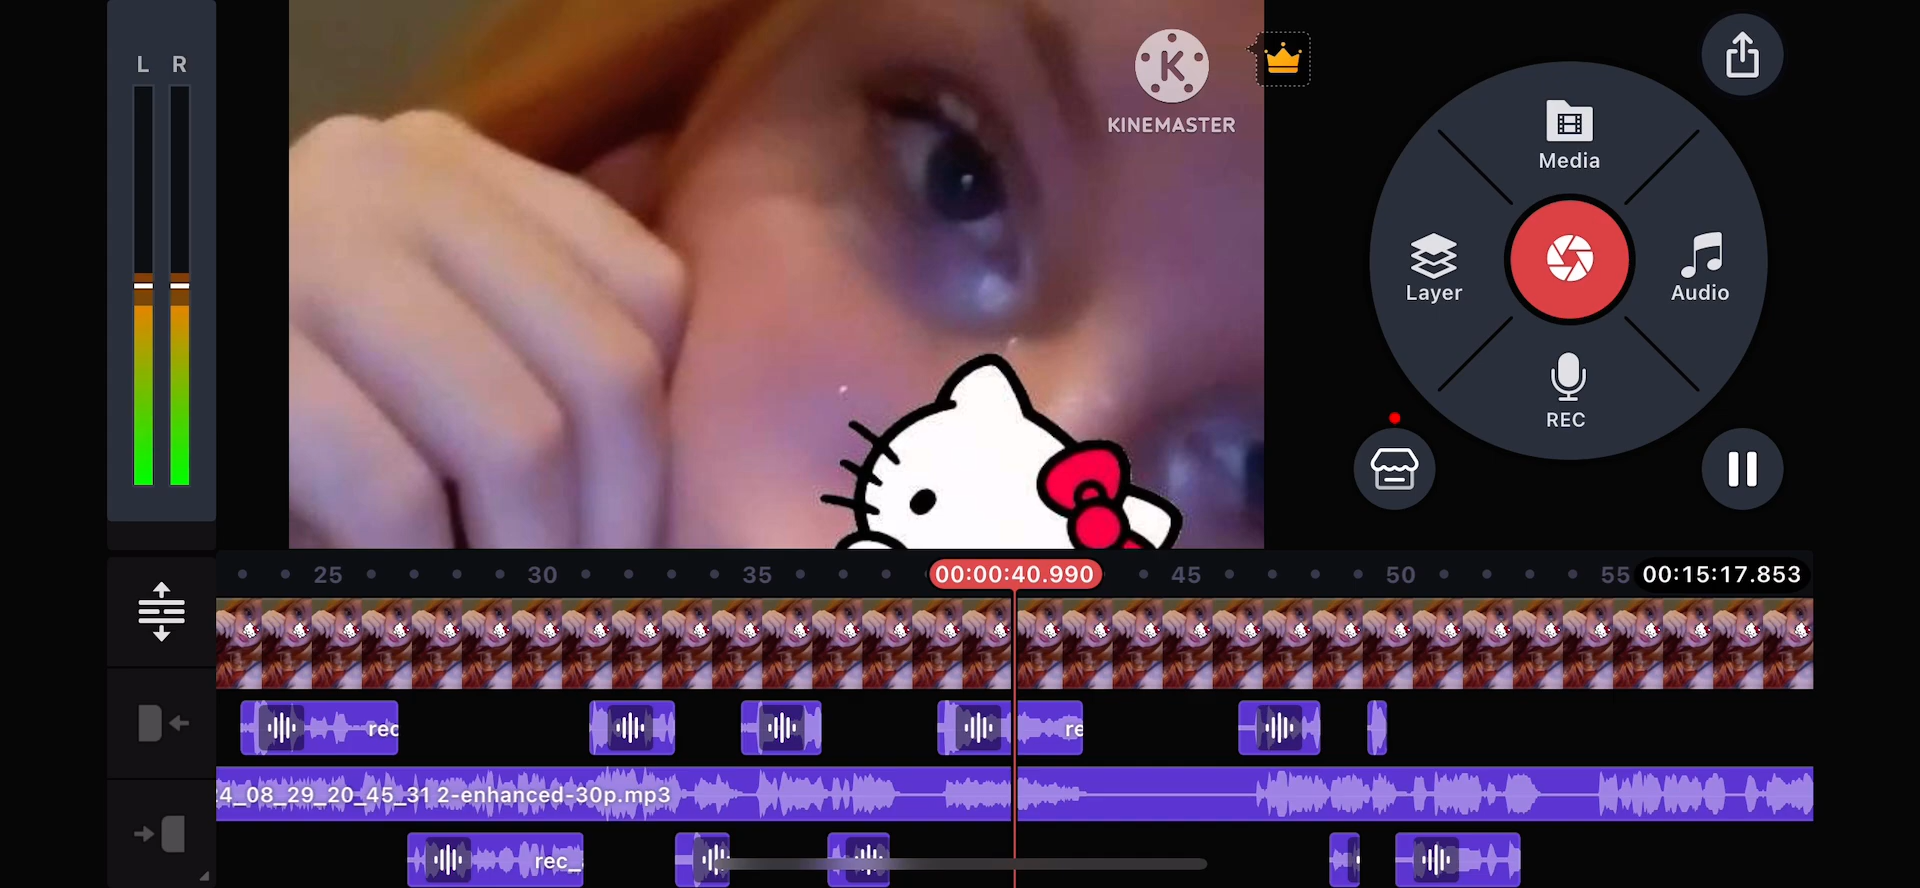 L R
K
KINEMASTER
Media
Layer
Audio
REC
25 30 35 00:00:40.990 45 50 55 00:15:17.853
rec
re
24_08_29_20_45_31 2-enhanced-30p.mp3
rec_